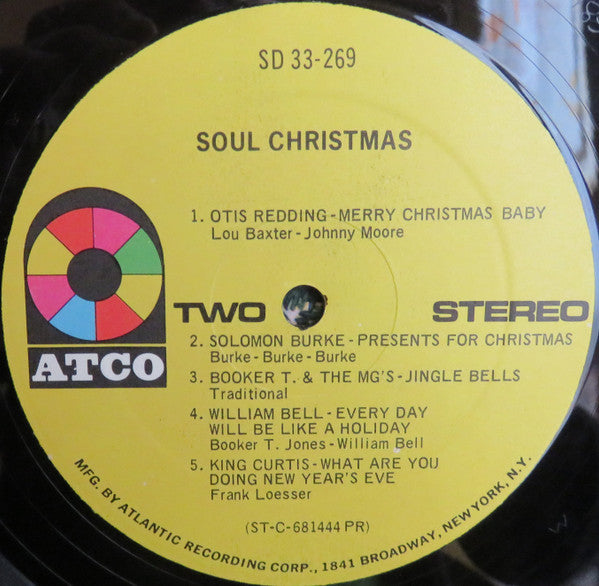 SD 33-269
SOUL CHRISTMAS
1. OTIS REDDING-MERRY CHRISTMAS BABY
Lou Baxter-Johnny Moore
TWO STEREO
2. SOLOMON BURKE-PRESENTS FOR CHRISTMAS
Burke-Burke-Burke
3. BOOKER T. & THE MG'S-JINGLE BELLS
Traditional
4. WILLIAM BELL-EVERY DAY
WILL BE LIKE A HOLIDAY
Booker T. Jones-William Bell
5. KING CURTIS-WHAT ARE YOU
DOING NEW YEAR'S EVE
Frank Loesser
(ST-C-681444 PR)
ATCO
MFG. BY ATLANTIC RECORDING CORP., 1841 BROADWAY, NEW YORK, N.Y.